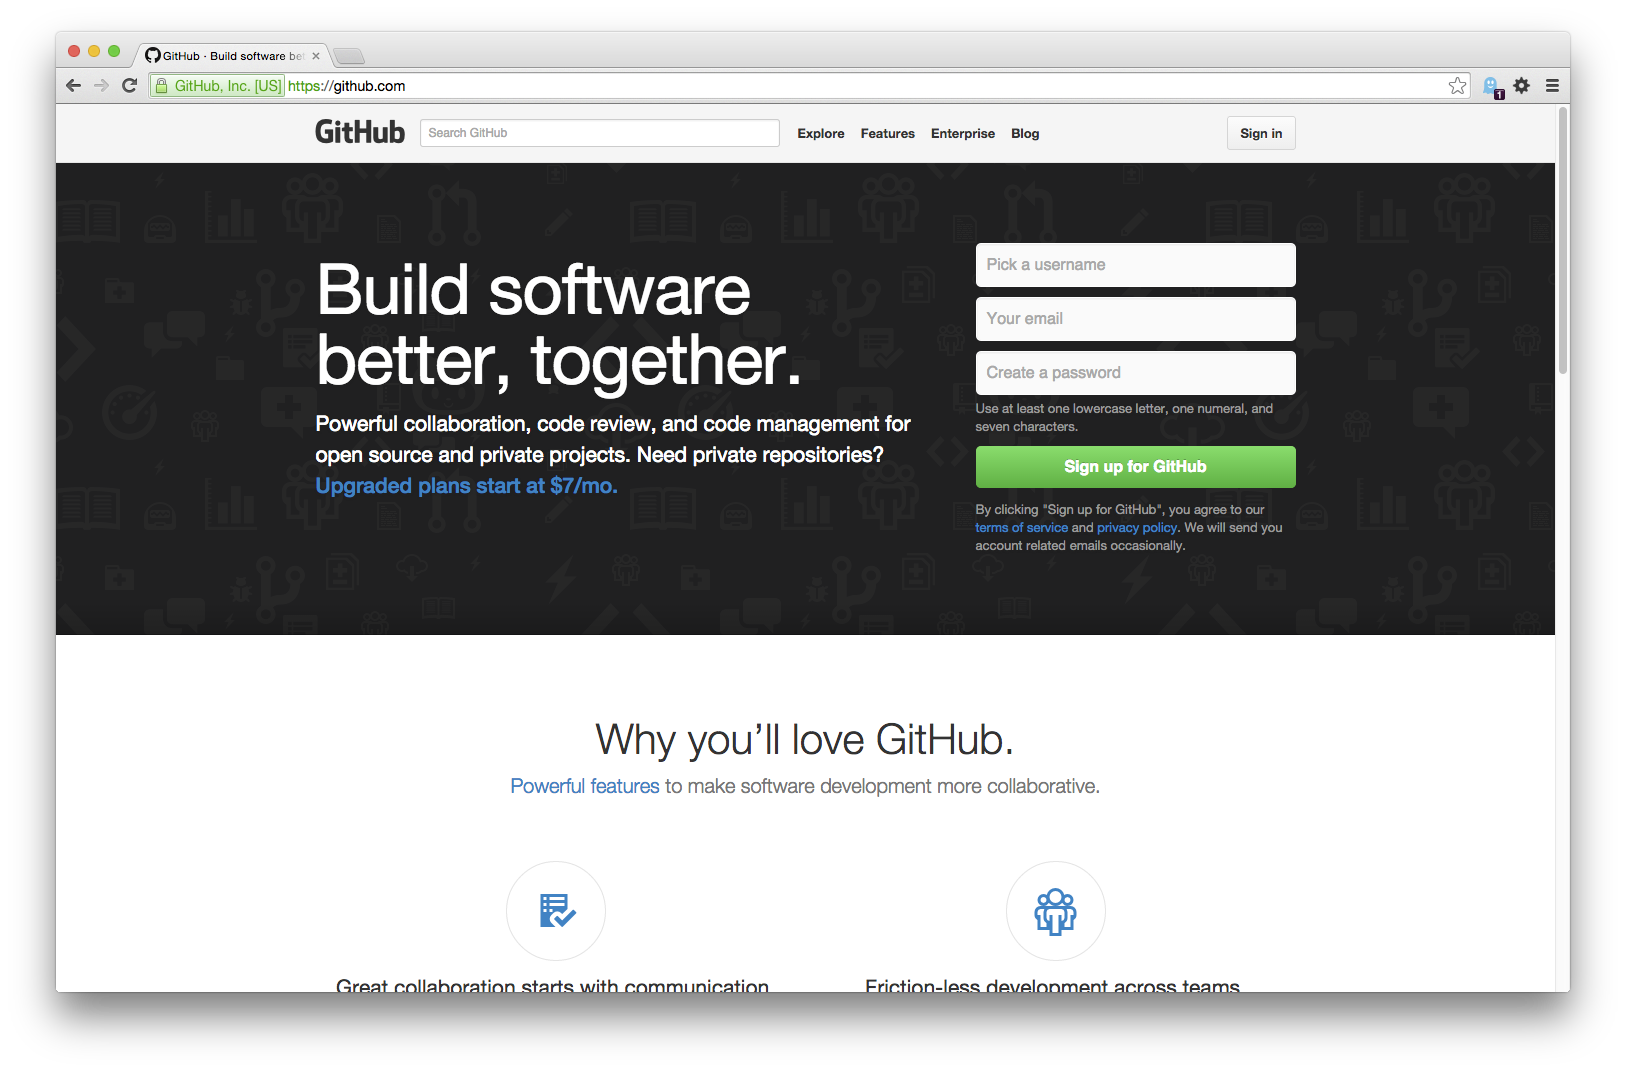 GitHub · Build software be
GitHub, Inc. [US] https://github.com
1
GitHub
Search GitHub
Explore Features Enterprise Blog
Sign in
Build software
better, together.
Powerful collaboration, code review, and code management for
open source and private projects. Need private repositories?
Upgraded plans start at $7/mo.
Pick a username
Your email
Create a password
Use at least one lowercase letter, one numeral, and
seven characters.
Sign up for GitHub
By clicking "Sign up for GitHub", you agree to our
terms of service and privacy policy. We will send you
account related emails occasionally.
Why you’ll love GitHub.
Powerful features to make software development more collaborative.
Great collaboration starts with communication
Friction-less development across teams